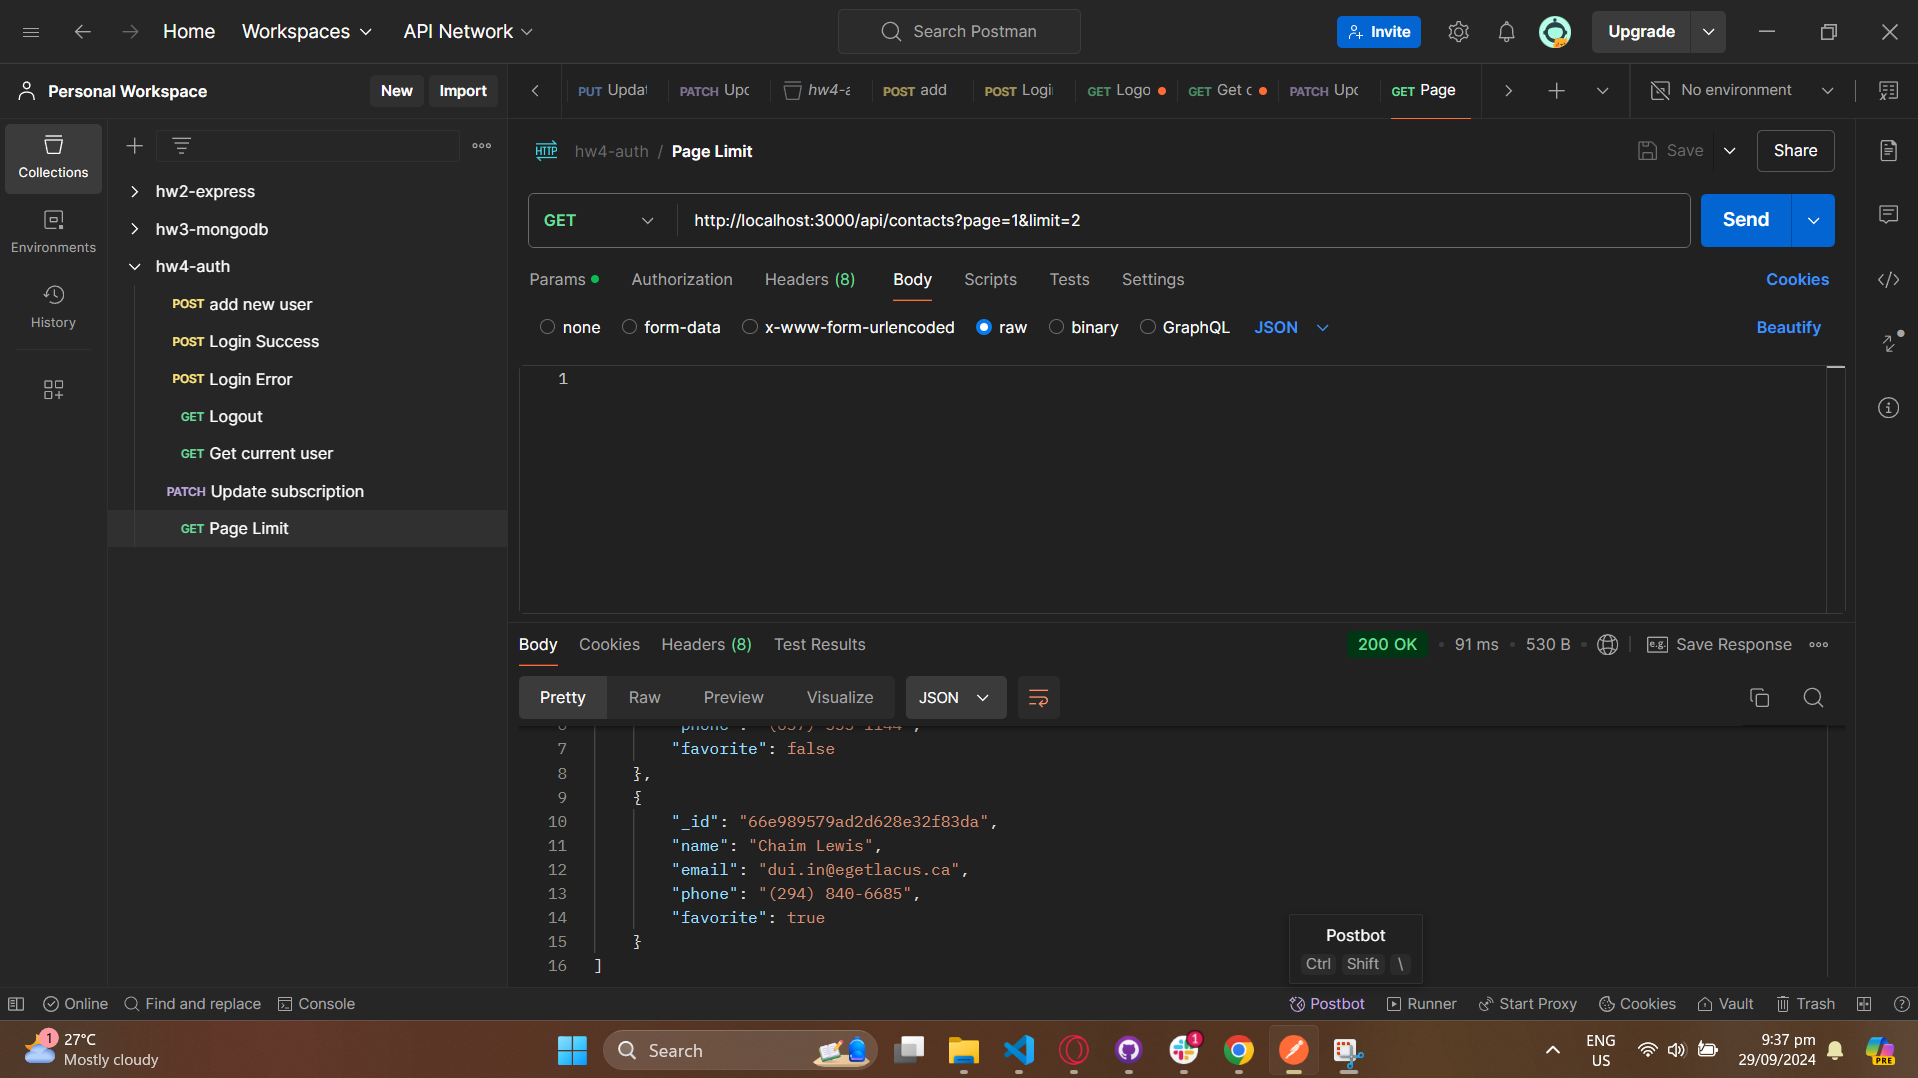 Home
Workspaces
API Network
Search Postman
Invite
Upgrade
Personal Workspace
New
Import
PUT Updat
PATCH Upc
hw4-a
POST add
POST Logi
GET Logo
GET Get c
PATCH Upc
GET Page
No environment
Collections
Environments
History
hw2-express
hw3-mongodb
hw4-auth
POST add new user
POST Login Success
POST Login Error
GET Logout
GET Get current user
PATCH Update subscription
GET Page Limit
HTTP hw4-auth / Page Limit
Save
Share
GET
http://localhost:3000/api/contacts?page=1&limit=2
Send
Params
Authorization
Headers (8)
Body
Scripts
Tests
Settings
Cookies
none
form-data
x-www-form-urlencoded
raw
binary
GraphQL
JSON
Beautify
1
Body
Cookies
Headers (8)
Test Results
200 OK
91 ms
530 B
e.g.
Save Response
Pretty
Raw
Preview
Visualize
JSON
7 "favorite": false
8 },
9 {
10 "_id": "66e989579ad2d628e32f83da",
11 "name": "Chaim Lewis",
12 "email": "dui.in@egetlacus.ca",
13 "phone": "(294) 840-6685",
14 "favorite": true
15 }
16 ]
Postbot
Ctrl Shift \
Online
Find and replace
Console
Postbot
Runner
Start Proxy
Cookies
Vault
Trash
1
27°C
Mostly cloudy
Search
1
ENG
US
9:37 pm
29/09/2024
PRE